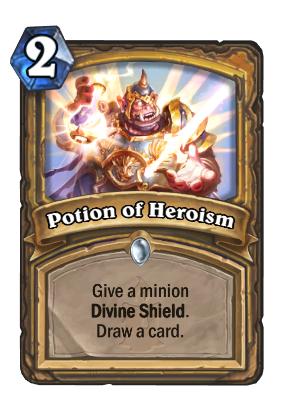 2
Potion of Heroism
Give a minion
Divine Shield.
Draw a card.